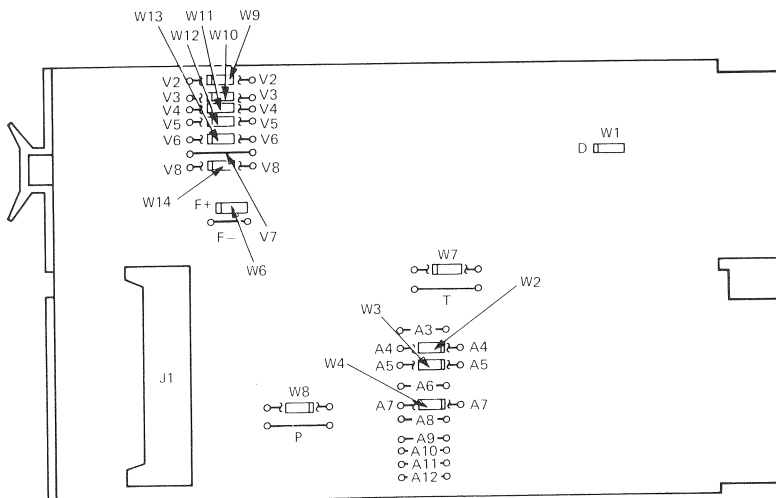 W13 W11 W9
W12 W10
V2 V2
V3 V3
V4 V4
V5 V5
V6 V6
V8 V8
D W1
W14
F+
F− V7
W6
W7
T
W2
W3
A3
A4 A4
A5 A5
W4
A6
A7 A7
A8
A9
A10
A11
A12
J1
W8
P